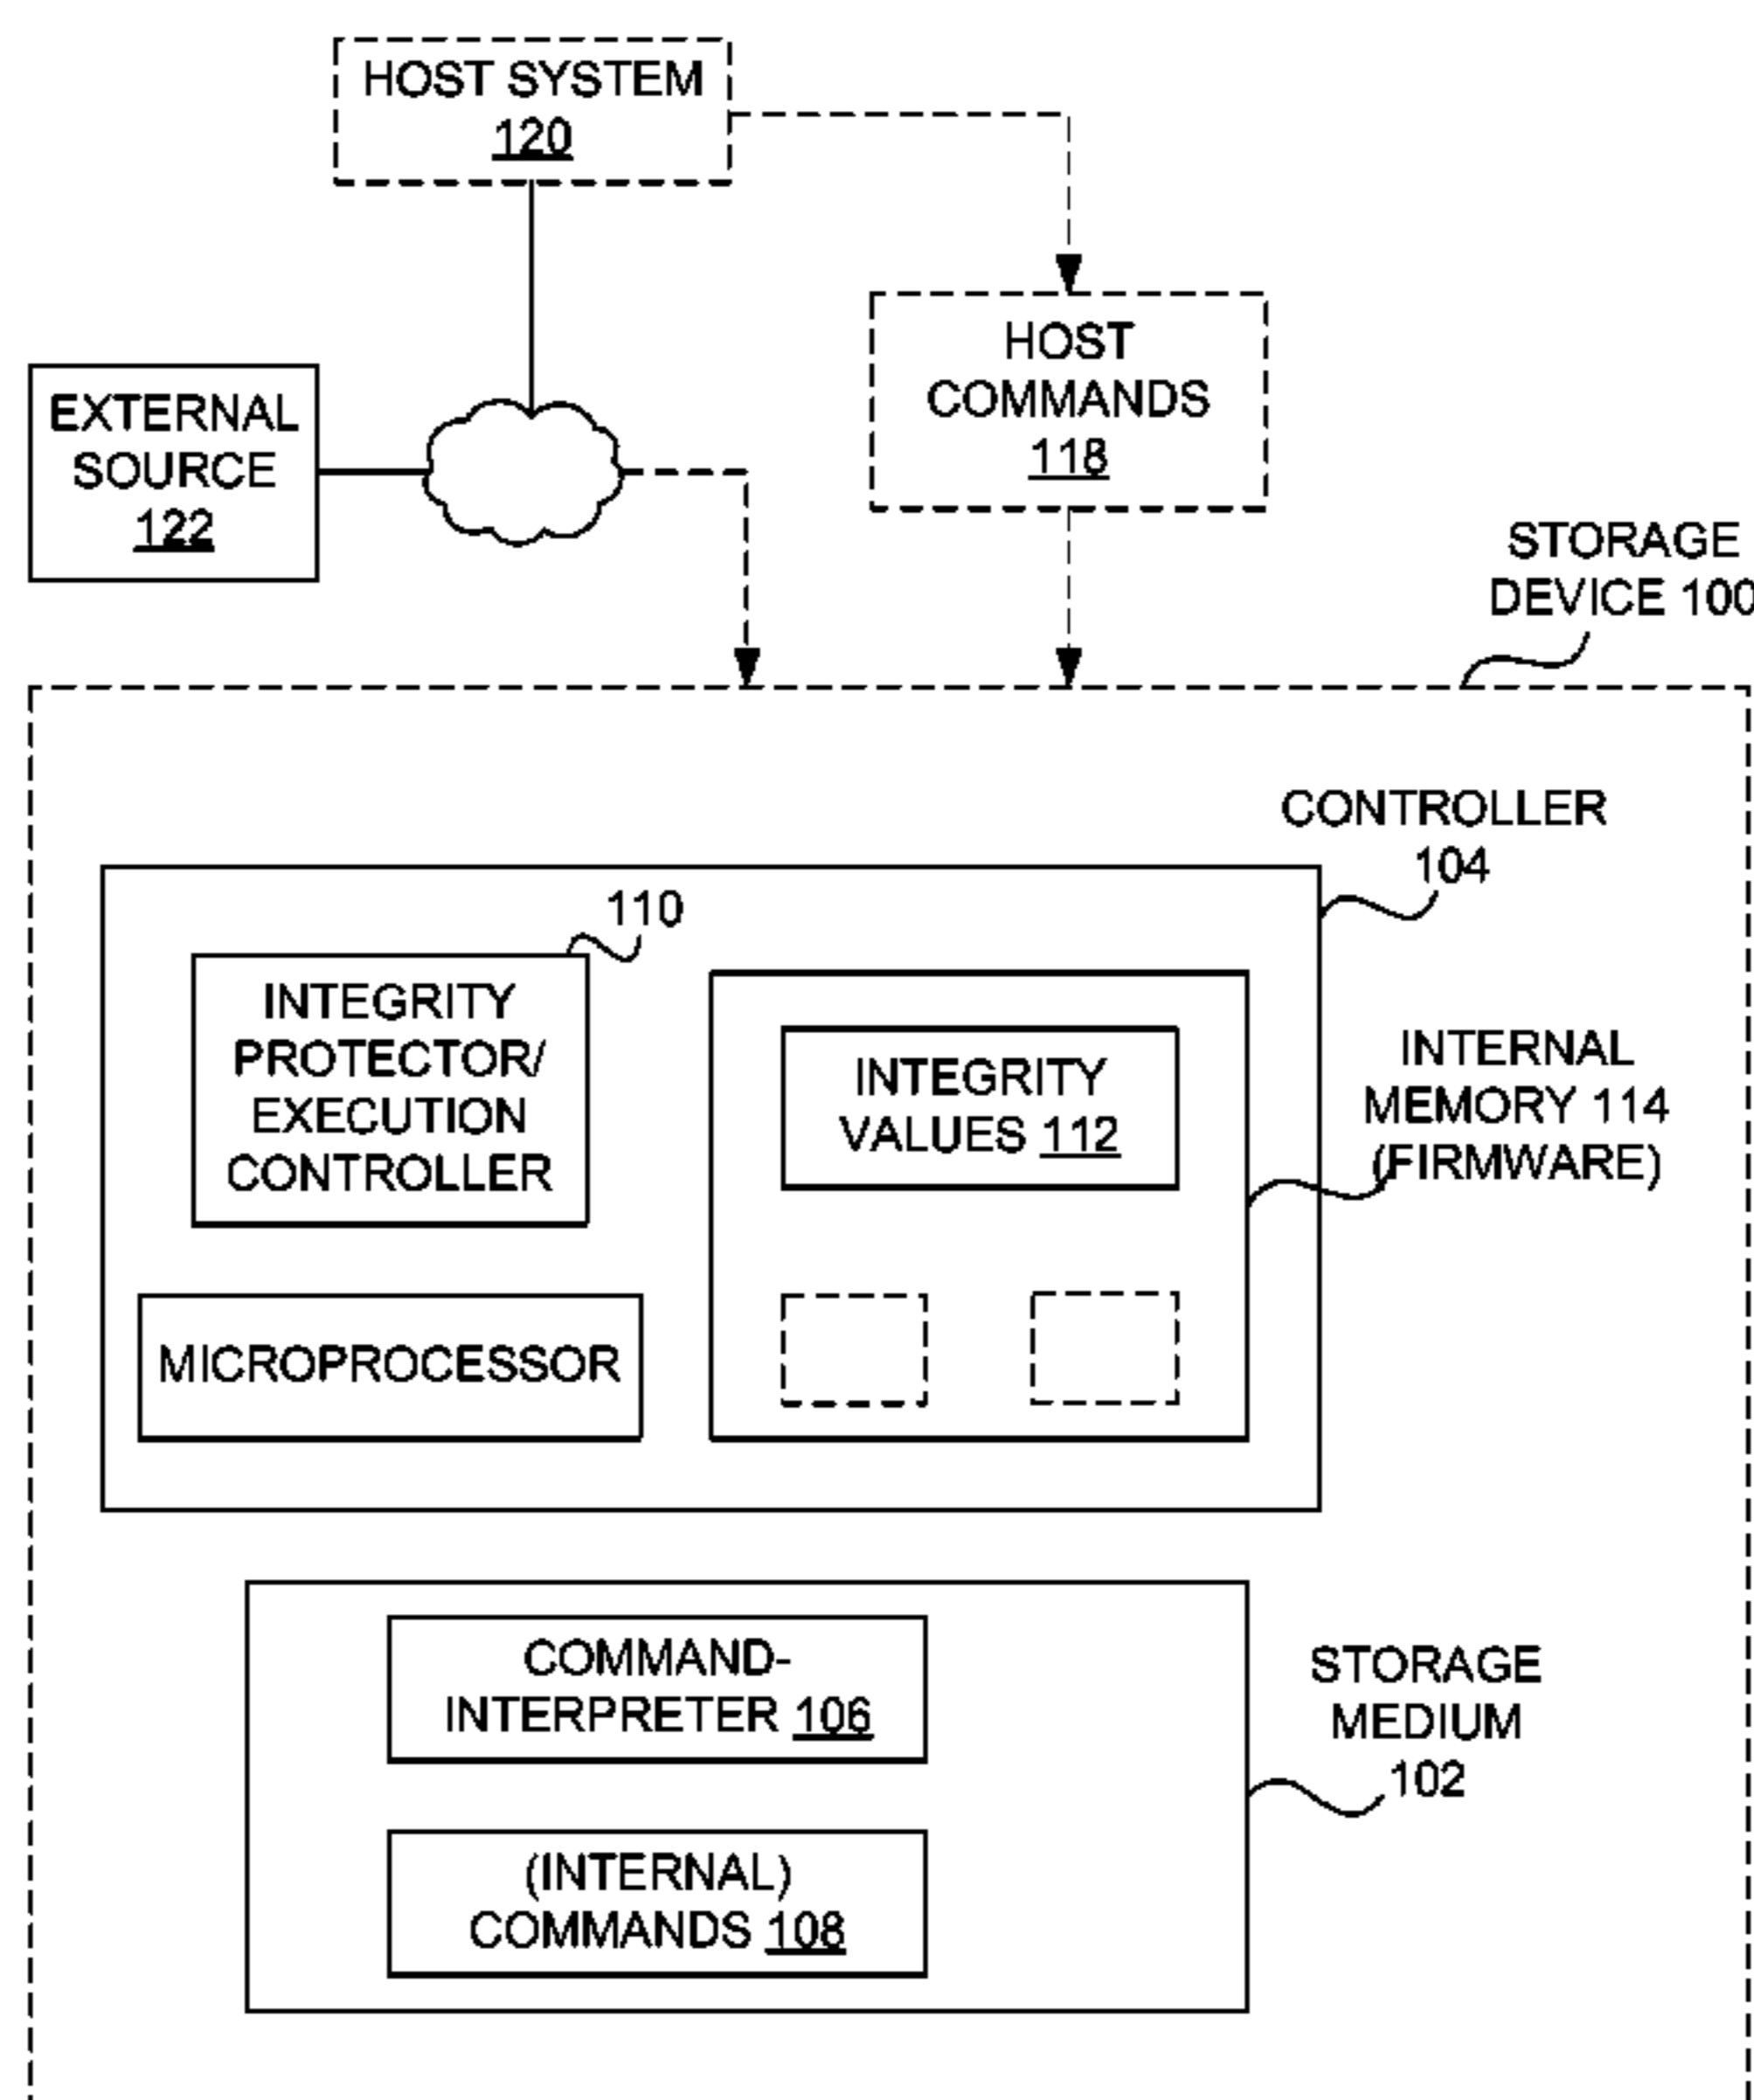 HOST SYSTEM
120
HOST
COMMANDS
118
EXTERNAL
SOURCE
122
STORAGE
DEVICE 100
CONTROLLER
104
110
INTEGRITY
PROTECTOR/
EXECUTION
CONTROLLER
INTEGRITY
VALUES 112
INTERNAL
MEMORY 114
(FIRMWARE)
MICROPROCESSOR
COMMAND-
INTERPRETER 106
STORAGE
MEDIUM
102
(INTERNAL)
COMMANDS 108